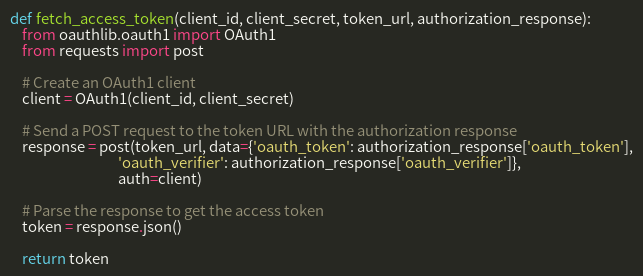 def fetch_access_token(client_id, client_secret, token_url, authorization_response):
from oauthlib.oauth1 import OAuth1
from requests import post
# Create an OAuth1 client
client = OAuth1(client_id, client_secret)
# Send a POST request to the token URL with the authorization response
response = post(token_url, data={'oauth_token': authorization_response['oauth_token'],
'oauth_verifier': authorization_response['oauth_verifier']},
auth=client)
# Parse the response to get the access token
token = response.json()
return token